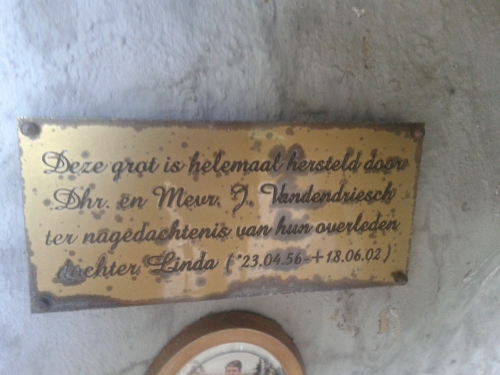 Deze grot is helemaal hersteld door
Dhr. en Mevr. J. Vandendriesch
ter nagedachtenis van hun overleden
dochter Linda (*23.04.56-+18.06.02)